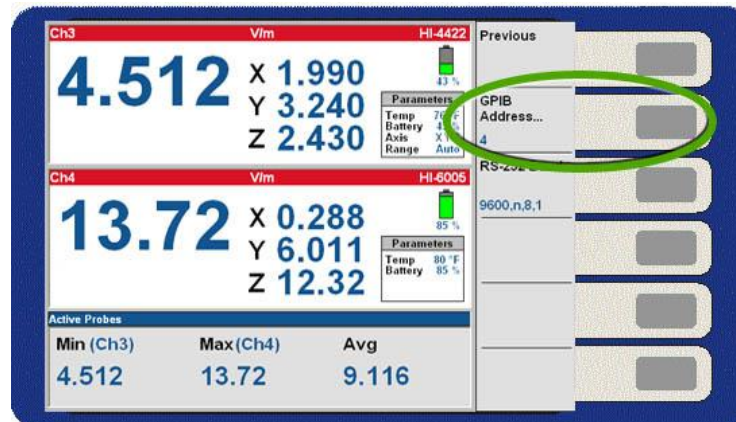 Ch3 V/m HI-4422
4.512
X 1.990
Y 3.240
Z 2.430
43 %
Parameters
Temp
Battery
Axis X
Range Auto
Ch4 V/m HI-6005
13.72
X 0.288
Y 6.011
Z 12.32
85 %
Parameters
Temp 80 °F
Battery 85 %
Active Probes
Min (Ch3) Max (Ch4) Avg
4.512 13.72 9.116
Previous
GPIB
Address...
4
RS-232
9600,n,8,1